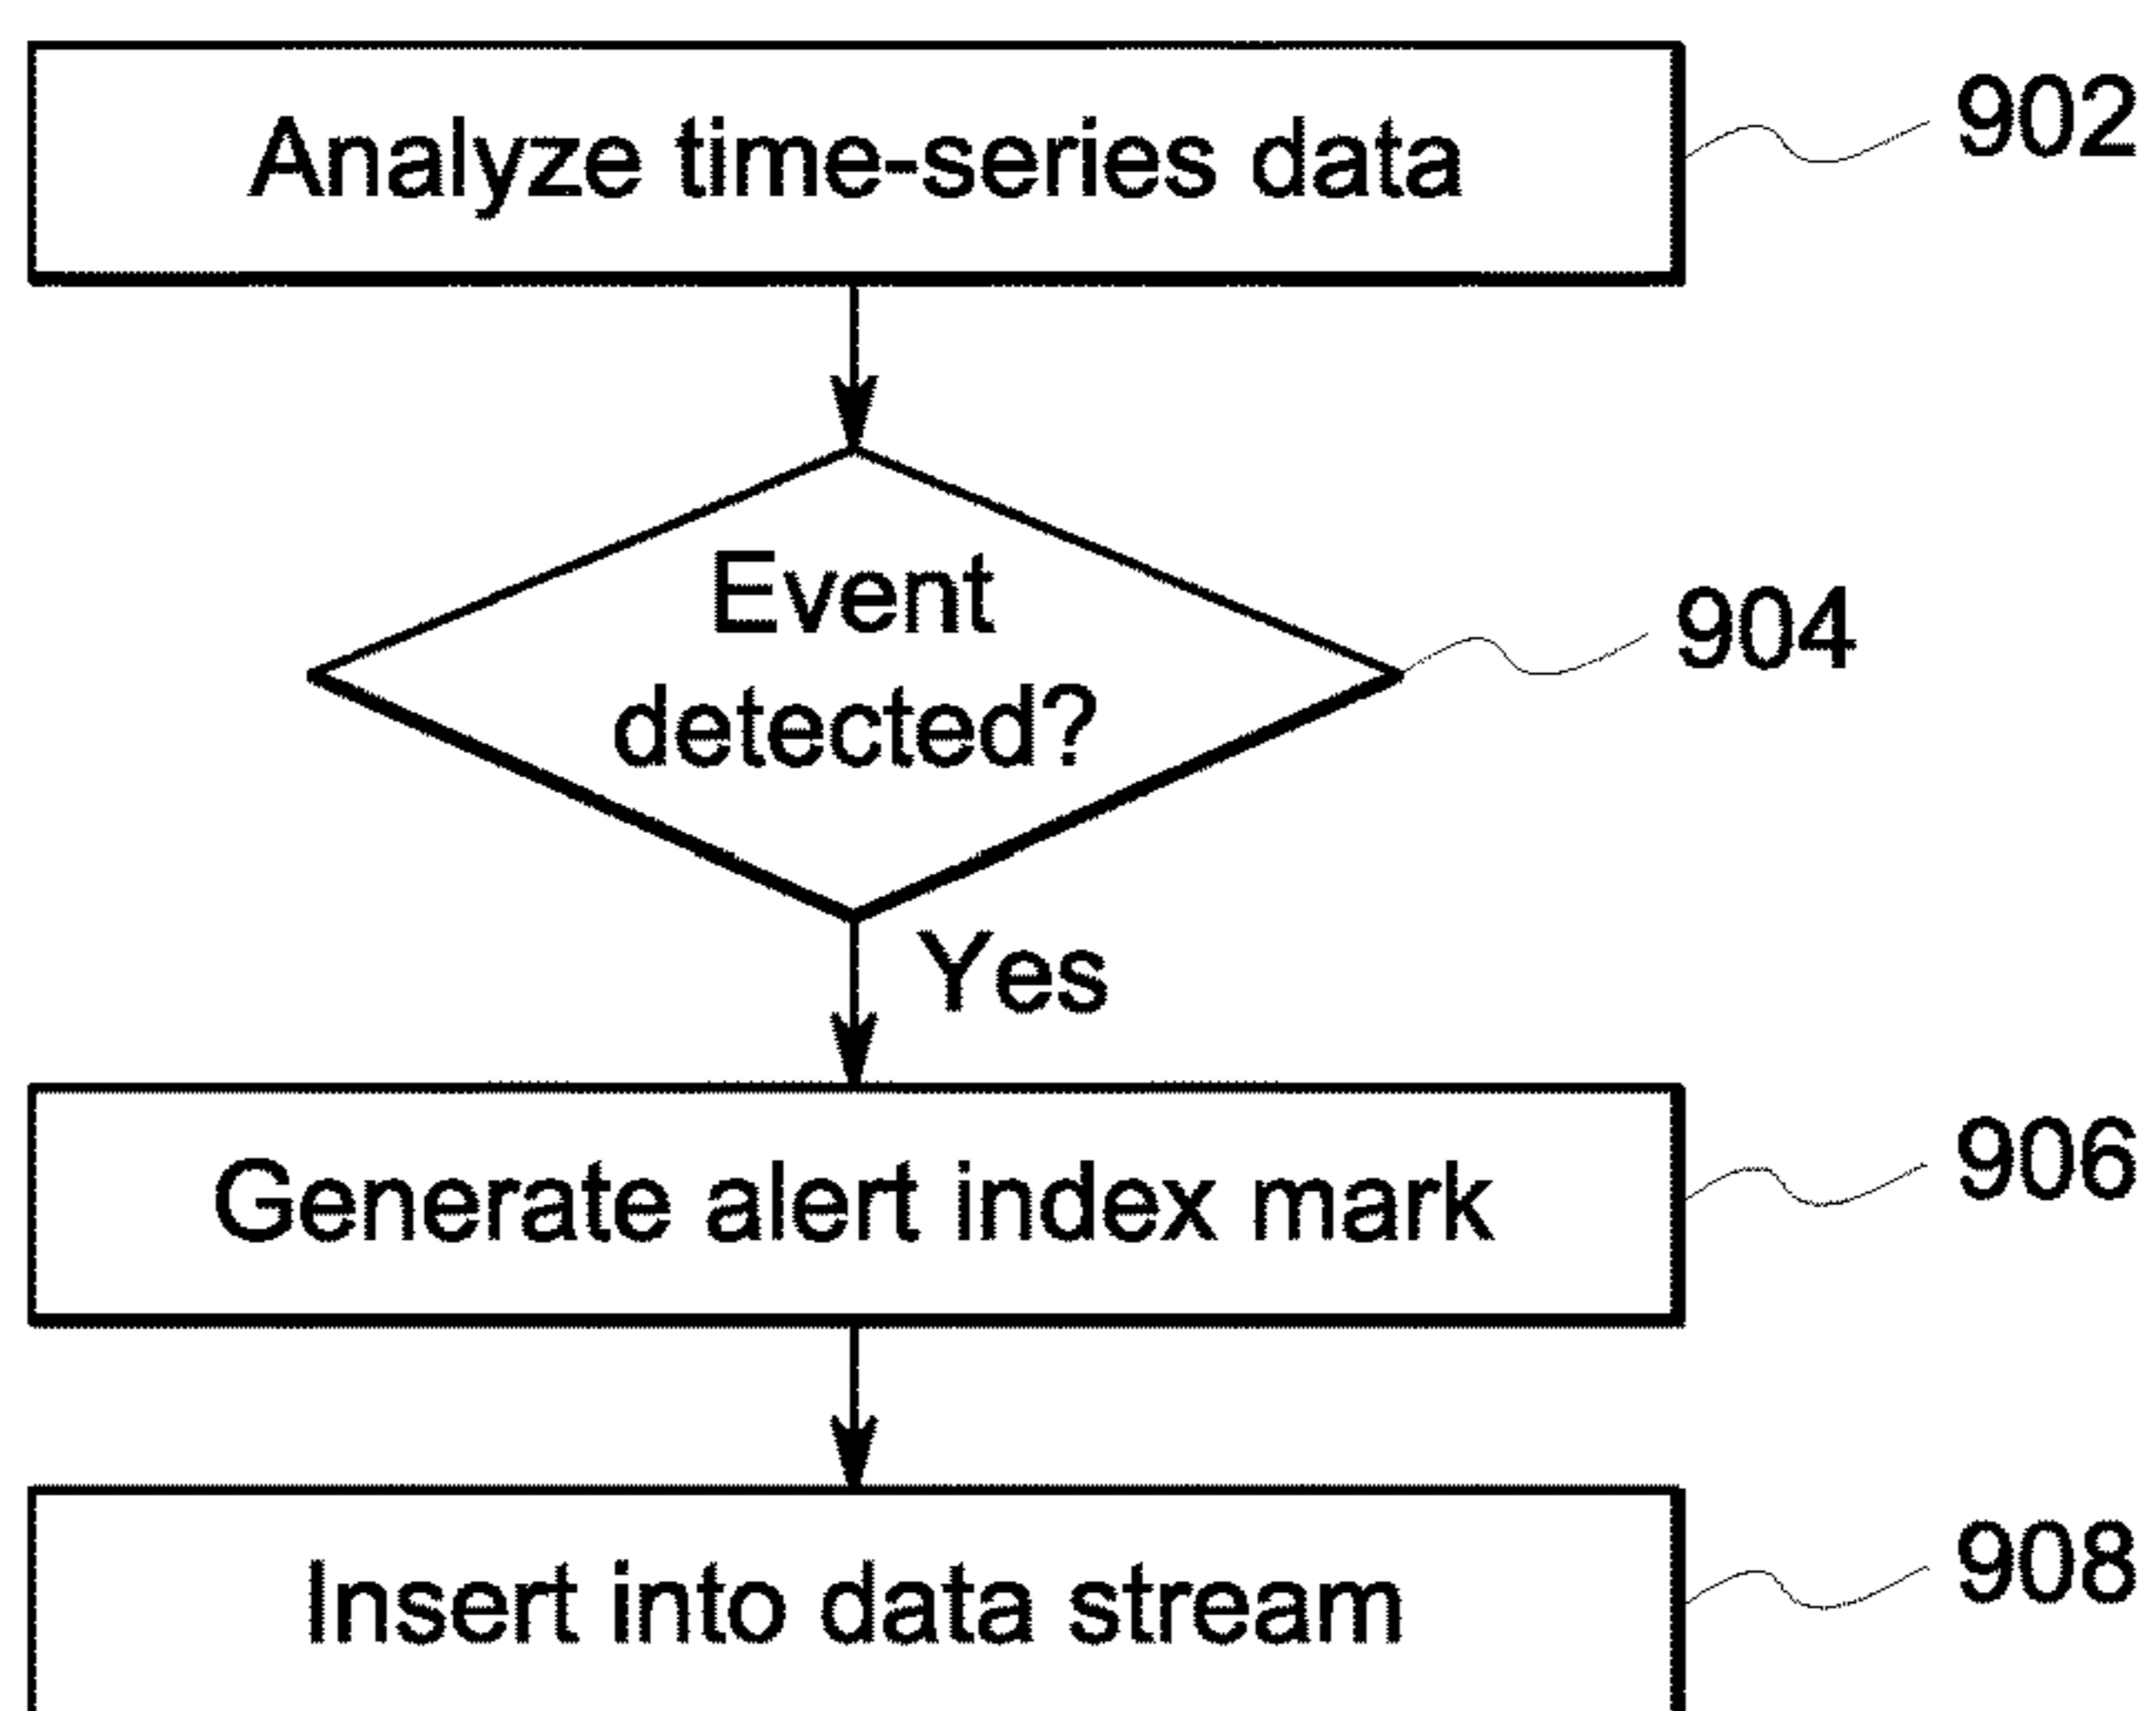 Analyze time-series data
902
Event
detected?
904
Yes
Generate alert index mark
906
Insert into data stream
908